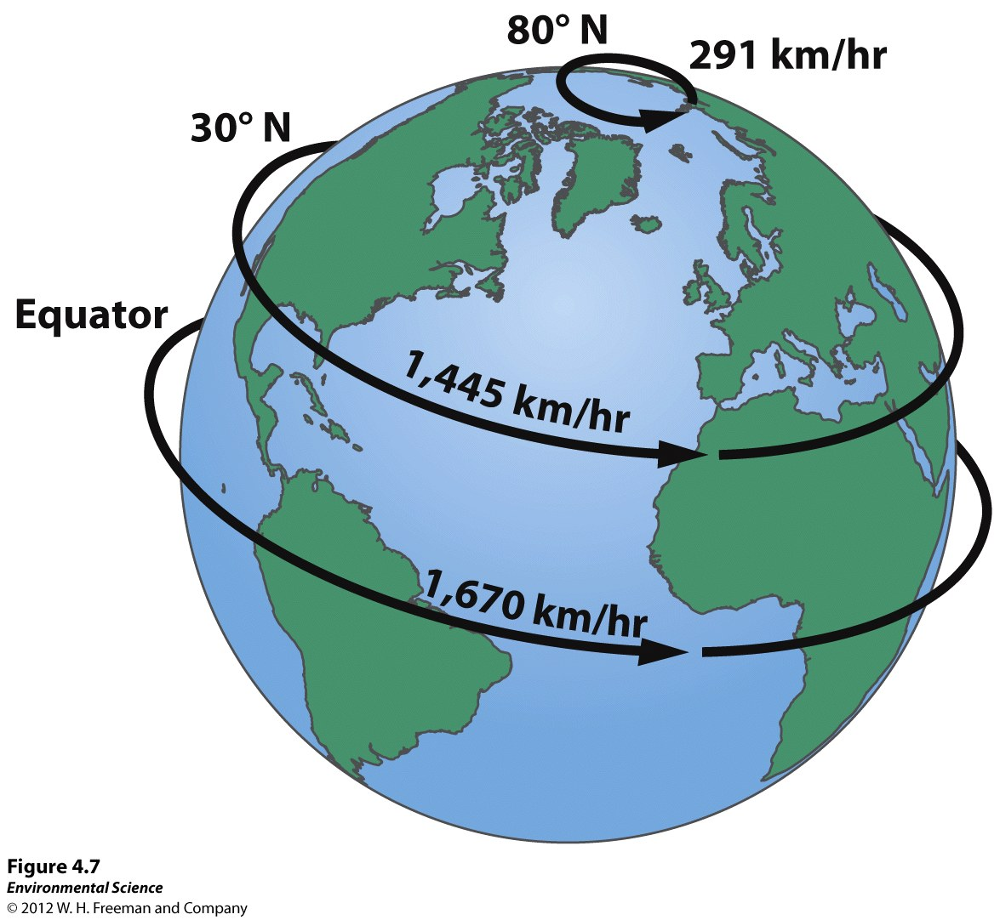 80° N
291 km/hr
30° N
Equator
1,445 km/hr
1,670 km/hr
Figure 4.7
Environmental Science
© 2012 W. H. Freeman and Company